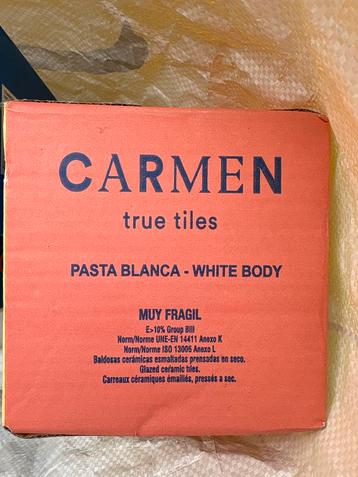 CARMEN
true tiles
PASTA BLANCA - WHITE BODY
MUY FRAGIL
E>10% Group BIII
Norm/Norme UNE-EN 14411 Anexo K
Norm/Norme ISO 13006 Anexo L
Baldosas cerámicas esmaltadas prensadas en seco.
Glazed ceramic tiles.
Carreaux céramiques émaillés, pressés a sec.